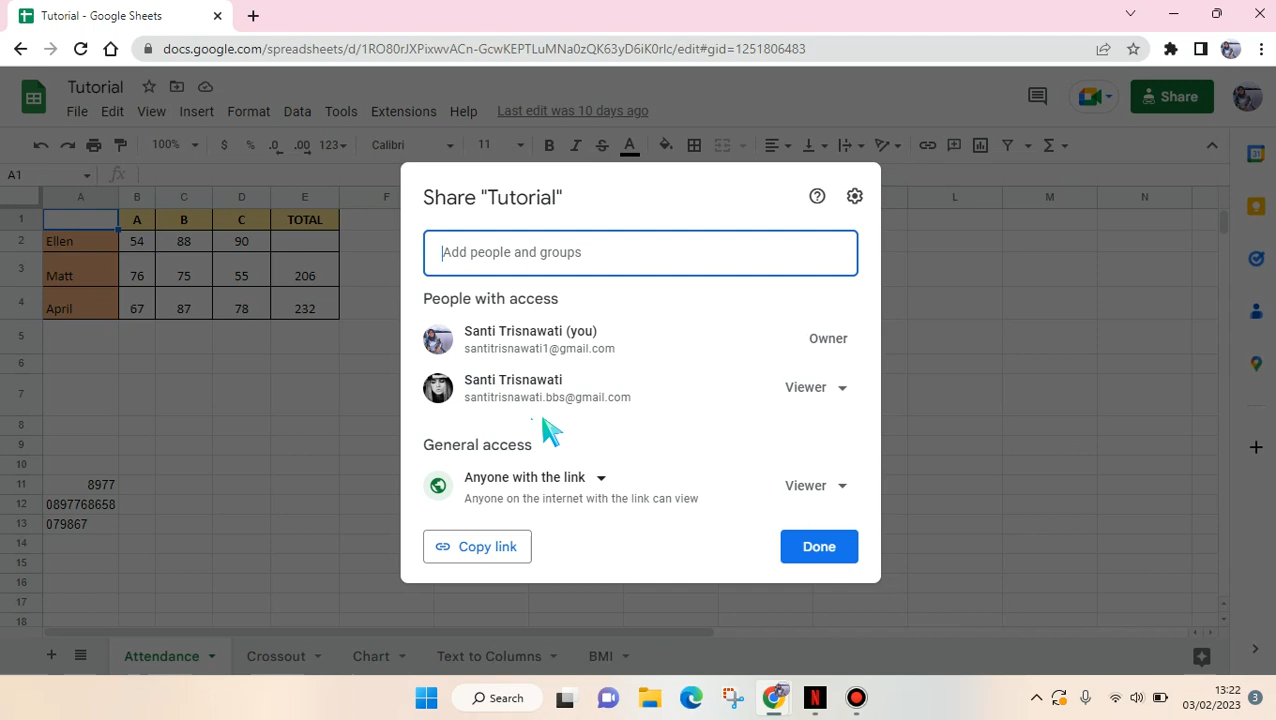 Tutorial - Google Sheets
docs.google.com/spreadsheets/d/1RO80rJXPixwvACn-GcwKEPTLuMNa0zQK63yD6iK0rlc/edit#gid=1251806483
Tutorial
File Edit View Insert Format Data Tools Extensions Help Last edit was 10 days ago
Share
100% $ % .0 .00 123 Calibri 11 B I S A
A1 fx
A B C D E F L M N
1 A B C TOTAL
2 Ellen 54 88 90
3 Matt 76 75 55 206
4 April 67 87 78 232
5
6
7
8
9
10
11 8977
12 0897768658
13 079867
14
15
16
17
18
Share "Tutorial"
Add people and groups
People with access
Santi Trisnawati (you)
santitrisnawati1@gmail.com
Owner
Santi Trisnawati
santitrisnawati.bbs@gmail.com
Viewer
General access
Anyone with the link
Viewer
Anyone on the internet with the link can view
Copy link
Done
Attendance Crossout Chart Text to Columns BMI
Search
13:22
03/02/2023
3